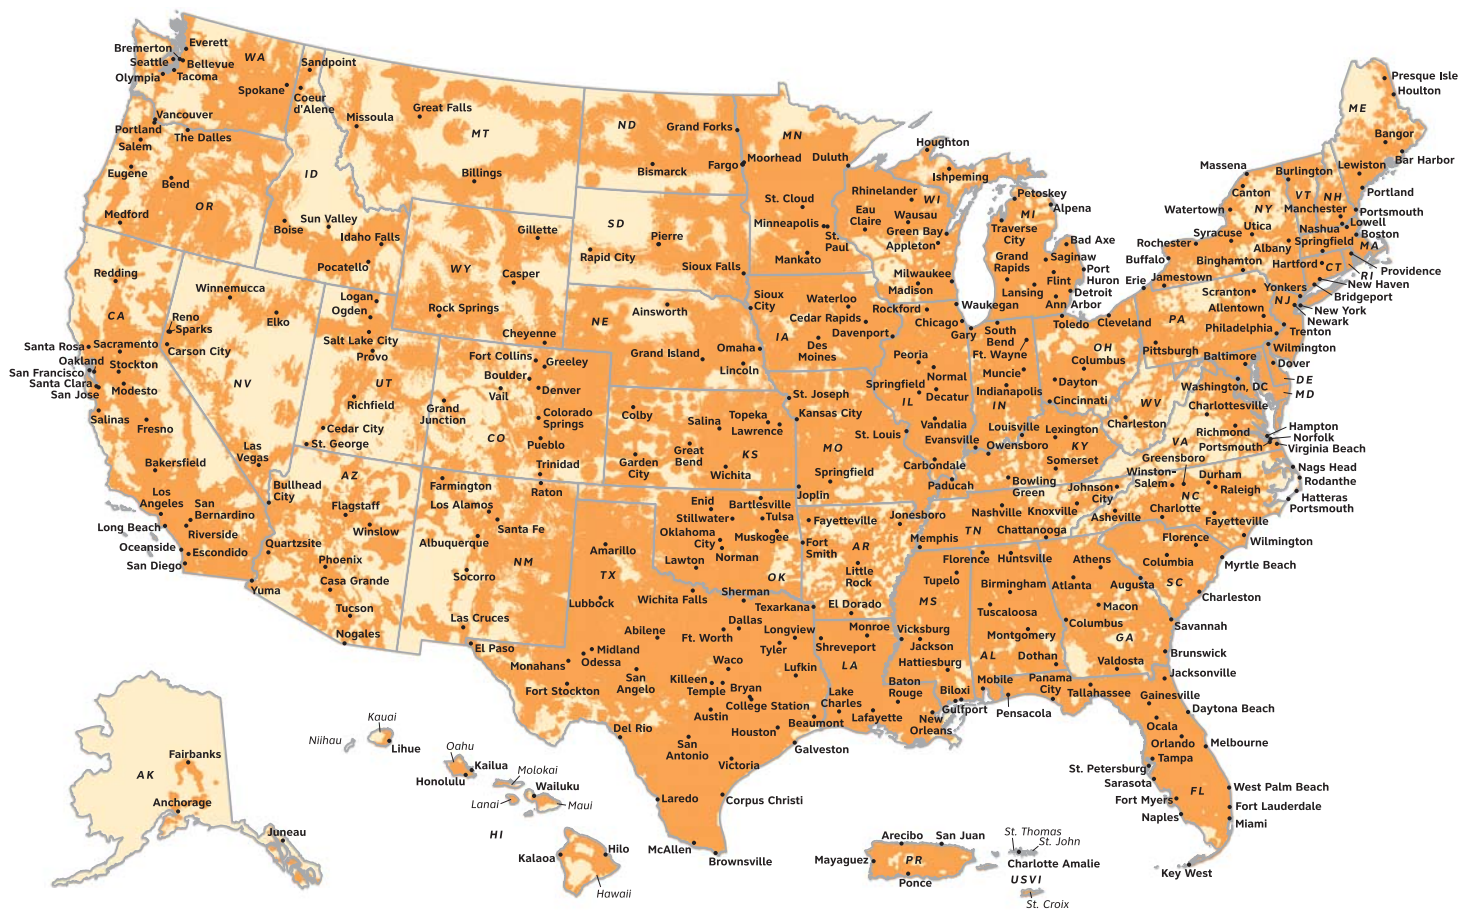 Everett
Bremerton
Seattle
Bellevue
Olympia
Tacoma
WA
Spokane
Sandpoint
Coeur
d'Alene
Vancouver
Portland
The Dalles
Salem
Eugene
Bend
OR
Medford
Missoula
Great Falls
MT
Billings
ID
Sun Valley
Boise
Idaho Falls
Pocatello
ND
Grand Forks
Fargo
Bismarck
SD
Pierre
Rapid City
Sioux Falls
Gillette
WY
Casper
Rock Springs
Cheyenne
MN
Moorhead
Duluth
St. Cloud
Minneapolis
St.
Paul
Mankato
Houghton
Ishpeming
Rhinelander
WI
Eau
Claire
Wausau
Green Bay
Appleton
Milwaukee
Madison
Petoskey
Alpena
MI
Traverse
City
Bad Axe
Grand
Rapids
Saginaw
Port
Huron
Flint
Lansing
Detroit
Ann Arbor
Presque Isle
Houlton
ME
Bangor
Bar Harbor
Lewiston
Portland
Massena
Burlington
Canton
VT
NH
NY
Watertown
Manchester
Portsmouth
Utica
Syracuse
Nashua
Lowell
Boston
Rochester
Albany
Springfield
MA
Buffalo
Binghamton
Hartford
CT
RI
Providence
Erie
Jamestown
New Haven
Yonkers
Bridgeport
Scranton
NJ
New York
Newark
Allentown
PA
Philadelphia
Trenton
Pittsburgh
Wilmington
Baltimore
Dover
DE
Washington, DC
MD
Redding
CA
Winnemucca
Reno
Sparks
Elko
Santa Rosa
Sacramento
Carson City
Oakland
Stockton
San Francisco
Santa Clara
Modesto
San Jose
NV
Salinas
Fresno
Las
Vegas
Bakersfield
Los
Angeles
San
Bernardino
Long Beach
Riverside
Oceanside
Escondido
San Diego
Logan
Ogden
Salt Lake City
Provo
UT
Richfield
Cedar City
St. George
Fort Collins
Greeley
Boulder
Vail
Denver
Grand
Junction
Colorado
Springs
CO
Pueblo
Trinidad
Ainsworth
NE
Grand Island
Omaha
Lincoln
Sioux
City
Waterloo
Cedar Rapids
IA
Davenport
Des
Moines
Rockford
Waukegan
Chicago
Gary
South
Bend
Toledo
Cleveland
Ft. Wayne
OH
Columbus
Peoria
Normal
Muncie
Springfield
Decatur
Indianapolis
Dayton
IL
IN
Cincinnati
Vandalia
Colby
Salina
Topeka
Lawrence
Great
Bend
KS
Garden
City
Wichita
St. Joseph
Kansas City
MO
St. Louis
Springfield
Joplin
Evansville
Louisville
Lexington
Owensboro
KY
Carbondale
Somerset
Paducah
Bowling
Green
WV
Charleston
Charlottesville
Richmond
VA
Portsmouth
Hampton
Norfolk
Virginia Beach
Greensboro
Winston-
Salem
Durham
Raleigh
NC
Nags Head
Rodanthe
Hatteras
Portsmouth
Johnson
City
Nashville
Knoxville
Asheville
Charlotte
Fayetteville
TN
Chattanooga
Memphis
Wilmington
Florence
Columbia
Myrtle Beach
SC
Charleston
AZ
Bullhead
City
Flagstaff
Winslow
Quartzsite
Phoenix
Casa Grande
Yuma
Tucson
Nogales
Farmington
Raton
Los Alamos
Santa Fe
Albuquerque
NM
Socorro
Las Cruces
El Paso
Enid
Bartlesville
Stillwater
Tulsa
Oklahoma
City
Muskogee
Norman
Lawton
OK
Fayetteville
Jonesboro
Fort
Smith
AR
Little
Rock
El Dorado
Amarillo
TX
Lubbock
Wichita Falls
Sherman
Texarkana
Dallas
Abilene
Ft. Worth
Longview
Tyler
Midland
Odessa
Monahans
Waco
Lufkin
San
Angelo
Fort Stockton
Killeen
Temple
Bryan
College Station
Austin
Beaumont
Houston
Del Rio
San
Antonio
Galveston
Victoria
Laredo
Corpus Christi
McAllen
Brownsville
Monroe
Shreveport
LA
Baton
Rouge
Lake
Charles
Lafayette
New
Orleans
Vicksburg
Jackson
Hattiesburg
Tupelo
MS
Biloxi
Gulfport
Florence
Huntsville
Birmingham
Tuscaloosa
Montgomery
AL
Dothan
Mobile
Pensacola
Athens
Atlanta
Augusta
Macon
Columbus
GA
Savannah
Valdosta
Brunswick
Panama
City
Tallahassee
Jacksonville
Gainesville
Daytona Beach
Ocala
Orlando
Melbourne
Tampa
St. Petersburg
Sarasota
FL
West Palm Beach
Fort Myers
Fort Lauderdale
Naples
Miami
Key West
Fairbanks
AK
Anchorage
Juneau
Kauai
Niihau
Lihue
Oahu
Kailua
Honolulu
Molokai
Wailuku
Lanai
Maui
HI
Kalaoa
Hilo
Hawaii
Arecibo
San Juan
Mayaguez
PR
Ponce
St. Thomas
St. John
Charlotte Amalie
USVI
St. Croix